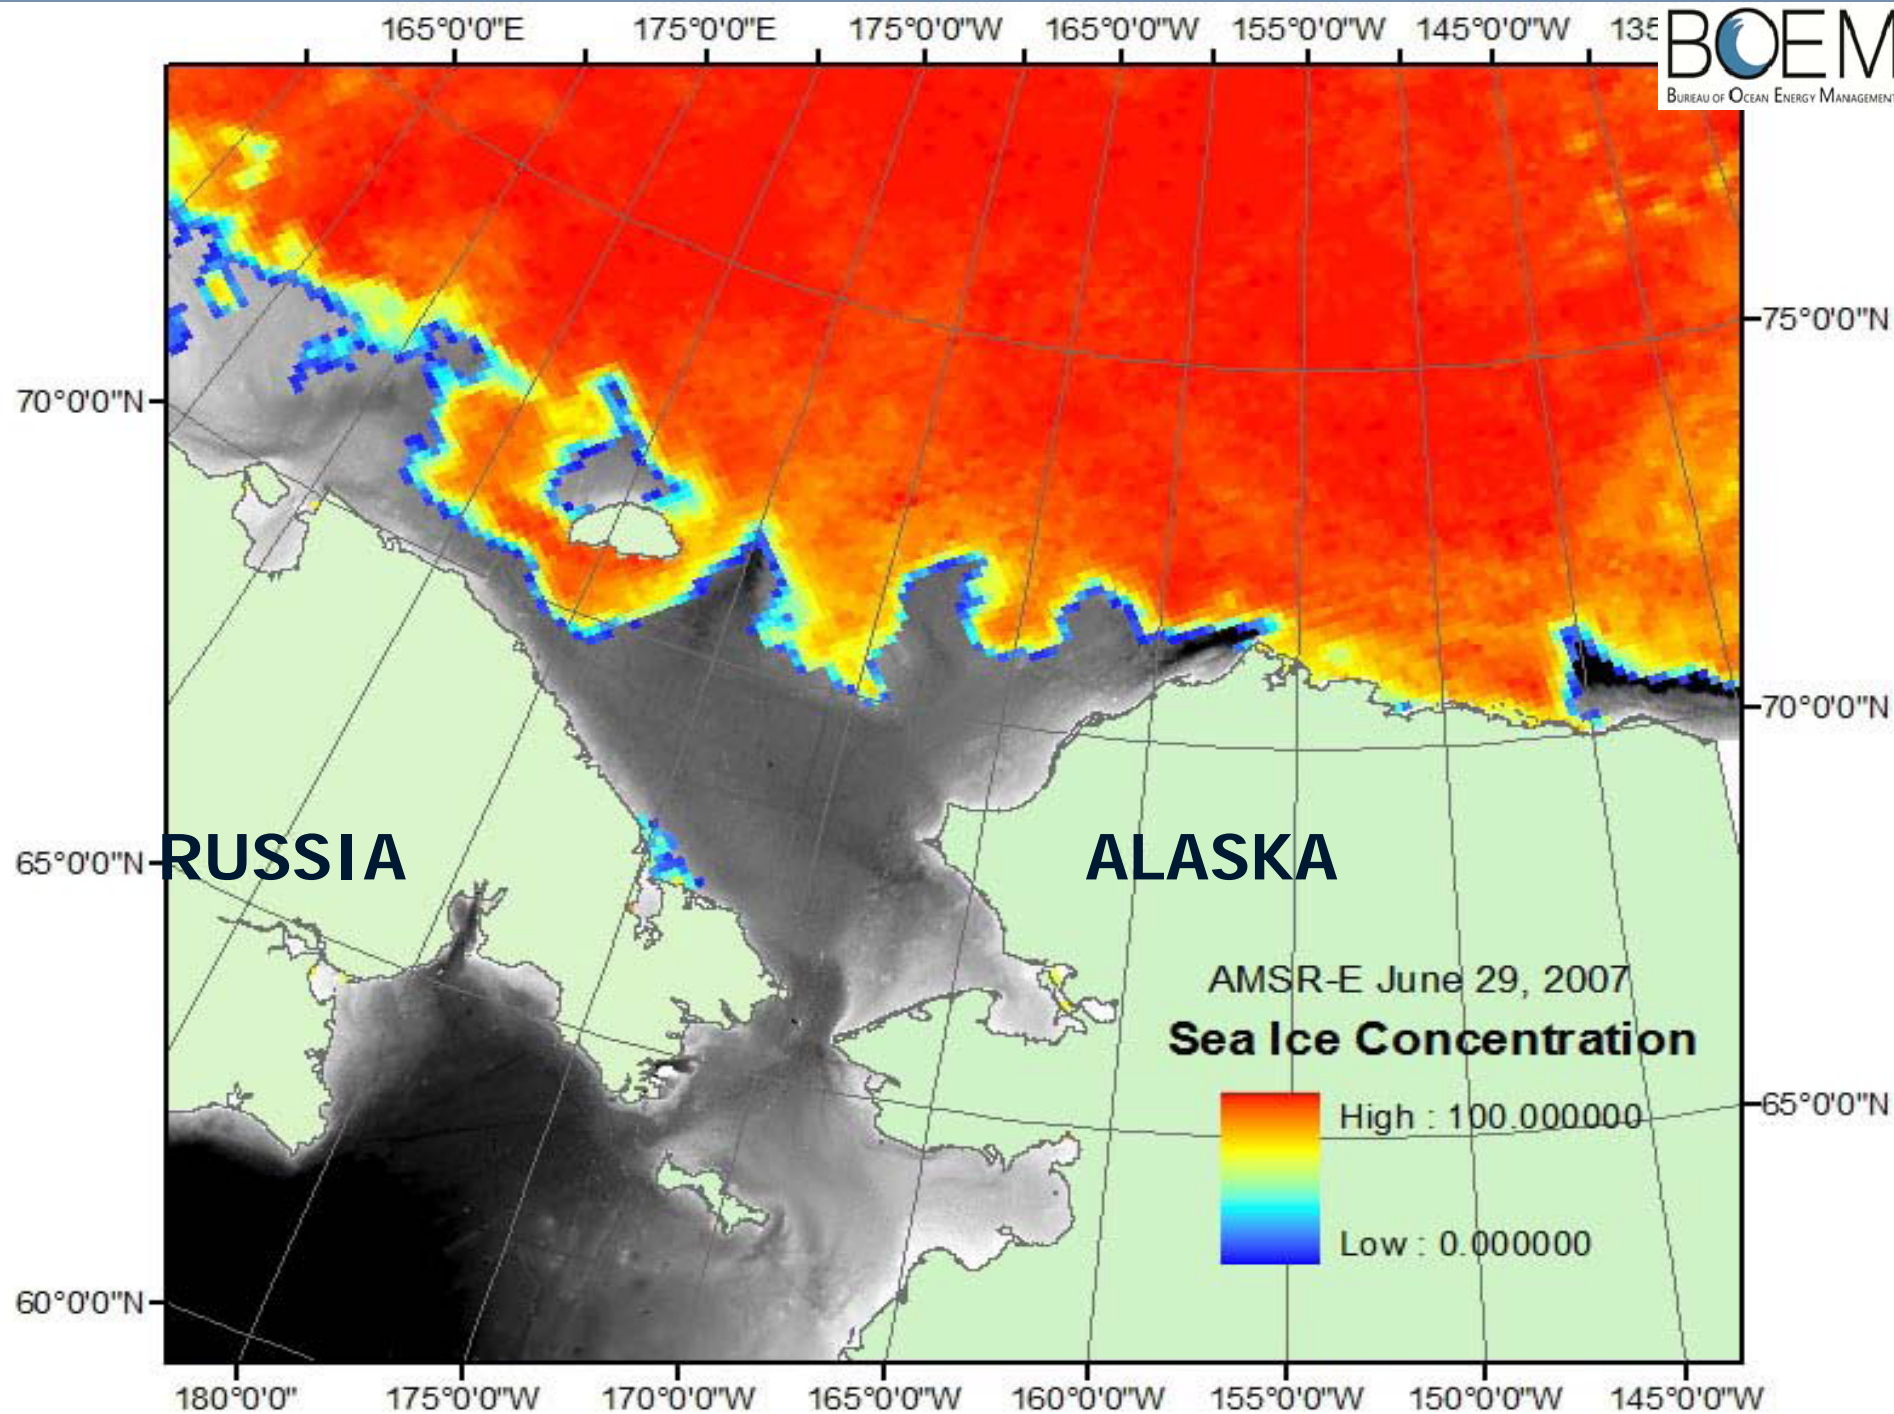 165°0'0"E 175°0'0"E 175°0'0"W 165°0'0"W 155°0'0"W 145°0'0"W 135
BOEM
BUREAU OF OCEAN ENERGY MANAGEMENT
75°0'0"N
70°0'0"N
70°0'0"N
RUSSIA
ALASKA
65°0'0"N
AMSR-E June 29, 2007
Sea Ice Concentration
High : 100.000000
65°0'0"N
Low : 0.000000
60°0'0"N
180°0'0" 175°0'0"W 170°0'0"W 165°0'0"W 160°0'0"W 155°0'0"W 150°0'0"W 145°0'0"W